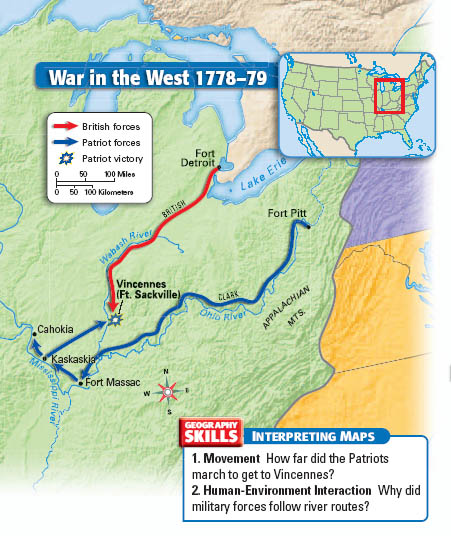 War in the West 1778–79
British forces
Patriot forces
Patriot victory
0 50 100 Miles
0 50 100 Kilometers
Fort
Detroit
Lake Erie
BRITISH
Fort Pitt
Wabash River
Vincennes
(Ft. Sackville)
CLARK
Ohio River
APPALACHIAN
MTS.
Cahokia
Kaskaskia
Fort Massac
Mississippi River
N
W E
S
GEOGRAPHY
SKILLS
INTERPRETING MAPS
1. Movement How far did the Patriots
march to get to Vincennes?
2. Human-Environment Interaction Why did
military forces follow river routes?